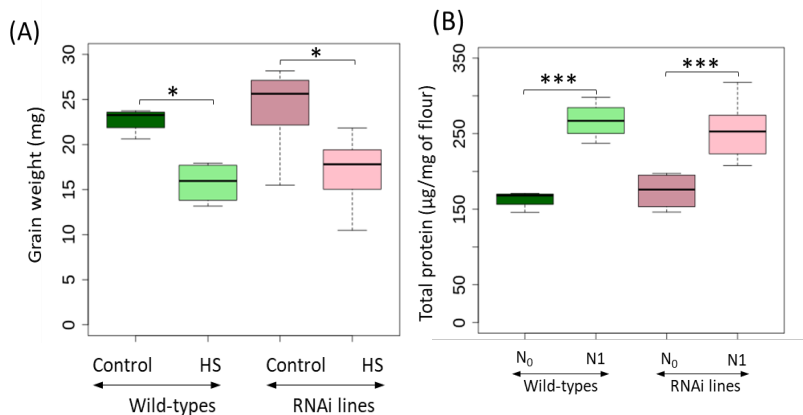 (A)
Grain weight (mg)
30
25
20
15
10
5
0
*
*
Control HS Control HS
Wild-types RNAi lines
(B)
Total protein (µg/mg of flour)
350
250
150
50
0
***
***
N₀ N1 N₀ N1
Wild-types RNAi lines